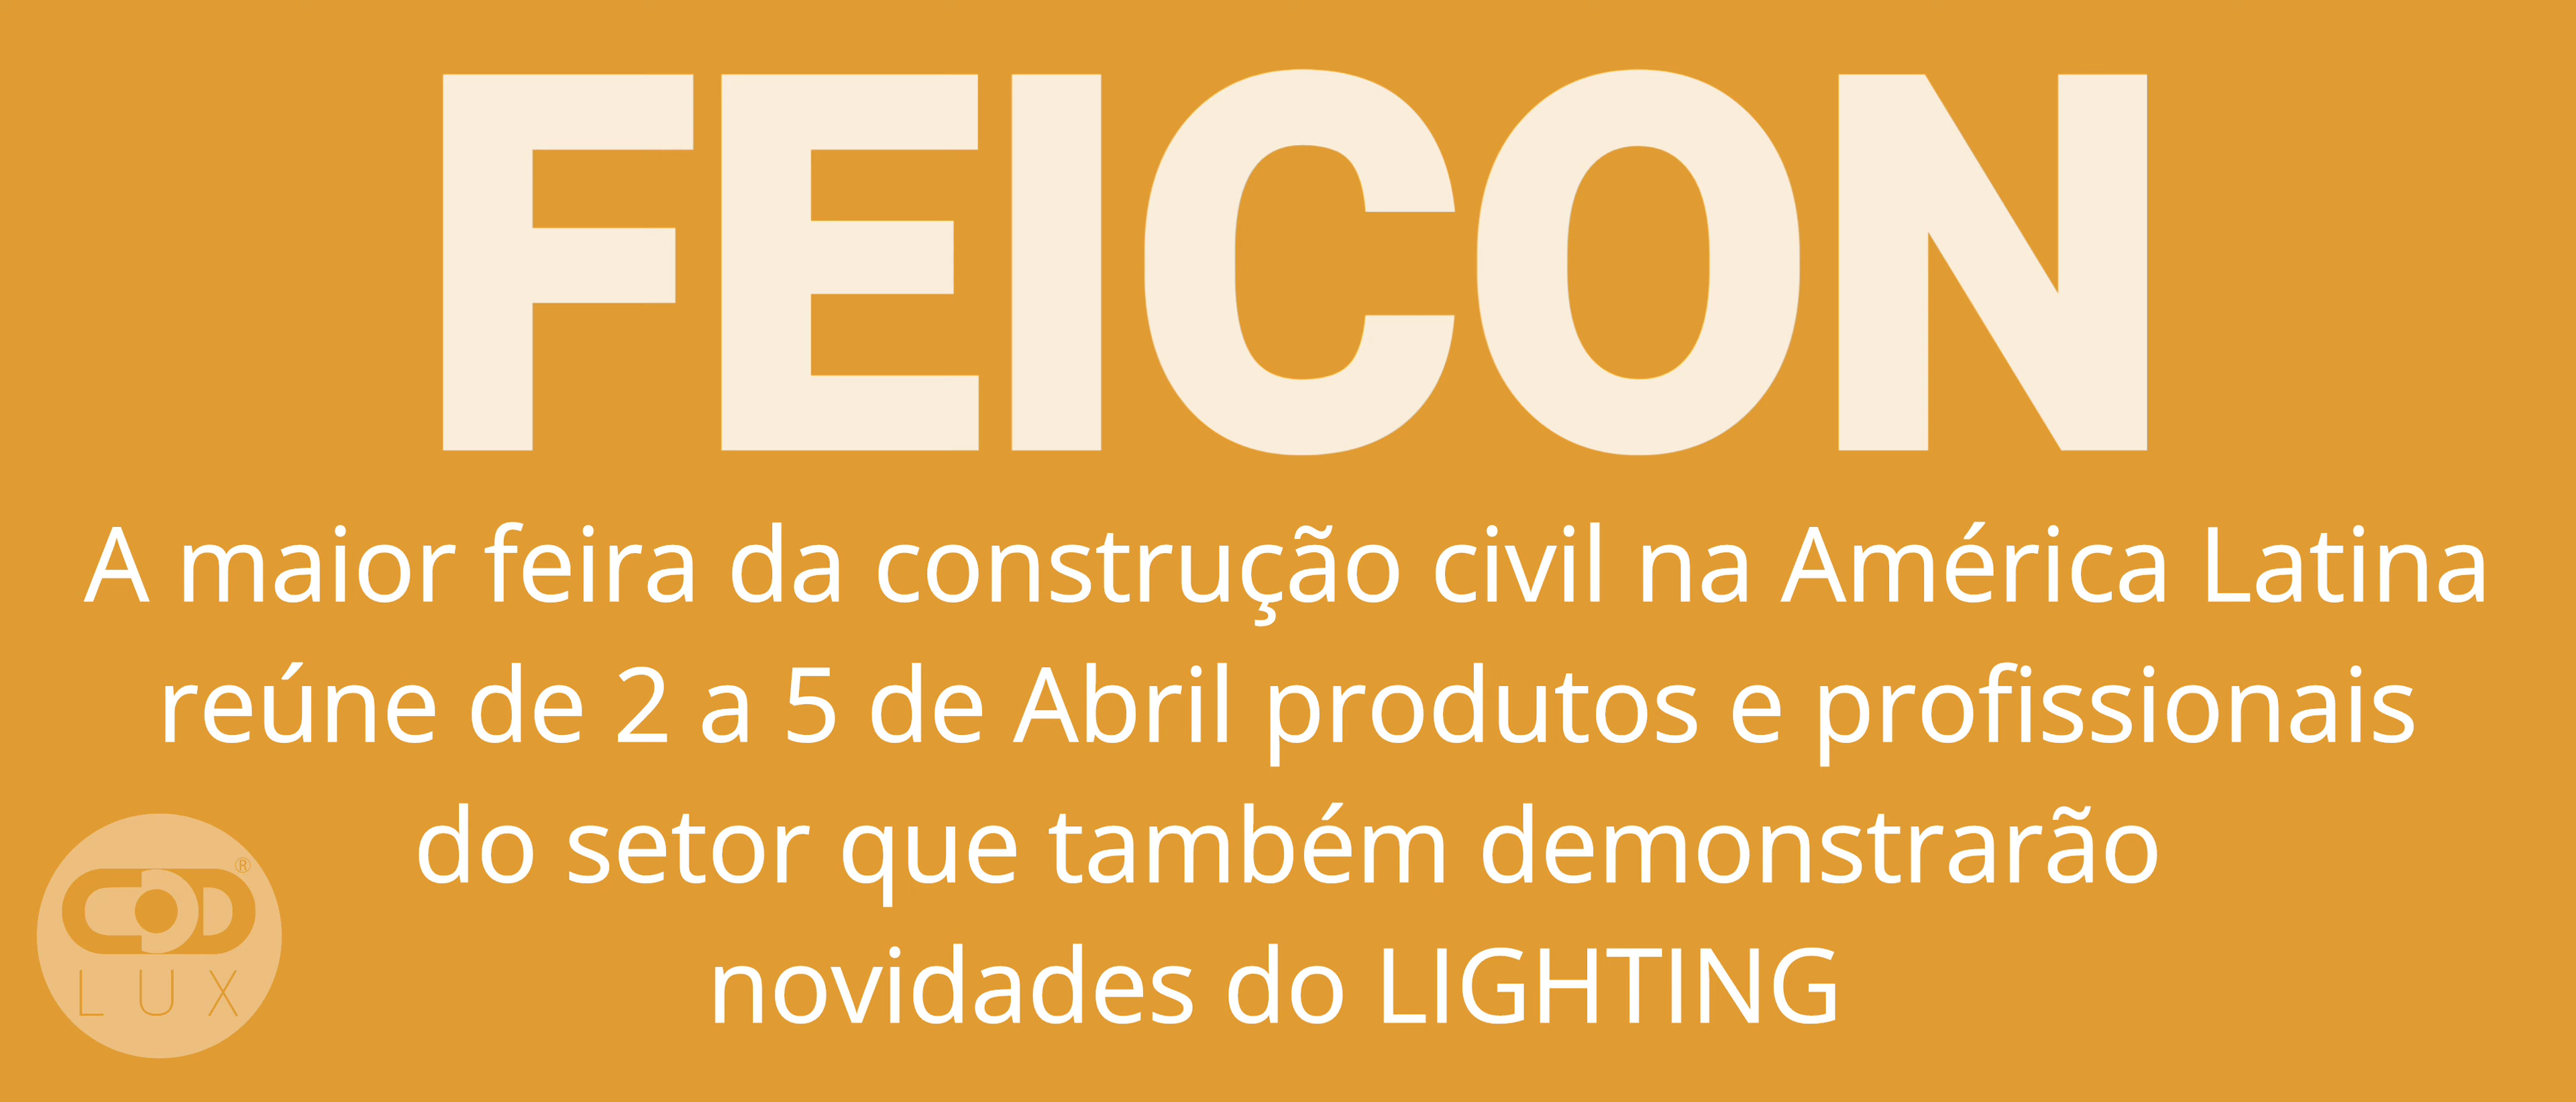 FEICON
A maior feira da construção civil na América Latina
reúne de 2 a 5 de Abril produtos e profissionais
do setor que também demonstrarão
novidades do LIGHTING
®
LUX